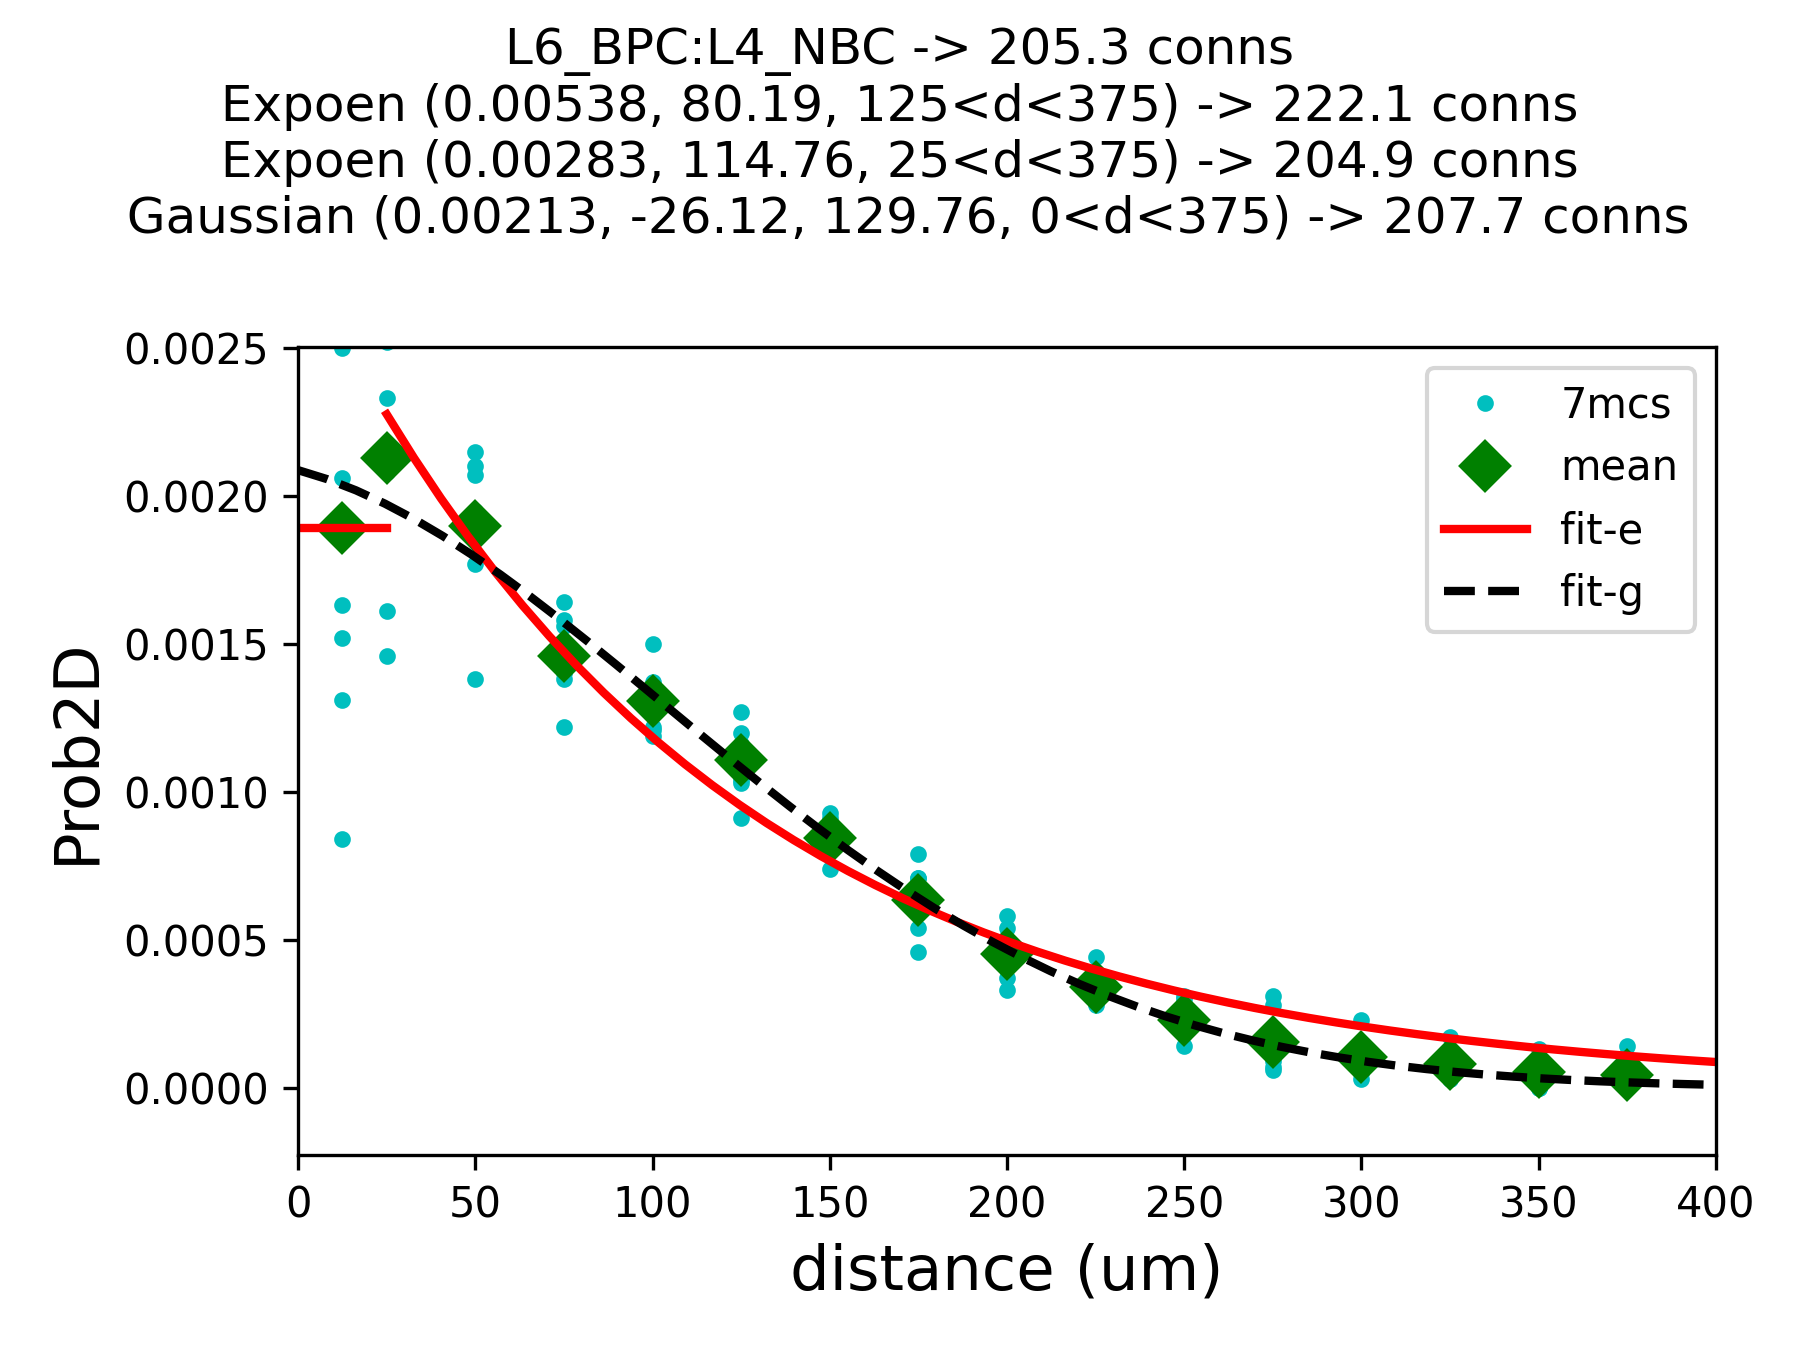 L6_BPC:L4_NBC -> 205.3 conns
Expoen (0.00538, 80.19, 125<d<375) -> 222.1 conns
Expoen (0.00283, 114.76, 25<d<375) -> 204.9 conns
Gaussian (0.00213, -26.12, 129.76, 0<d<375) -> 207.7 conns
0.0025
0.0020
0.0015
0.0010
0.0005
0.0000
Prob2D
7mcs
mean
fit-e
fit-g
0 50 100 150 200 250 300 350 400
distance (um)